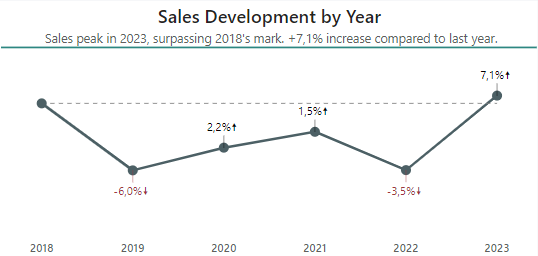 Sales Development by Year
Sales peak in 2023, surpassing 2018's mark. +7,1% increase compared to last year.
7,1%↑
1,5%↑
2,2%↑
-6,0%↓
-3,5%↓
2018 2019 2020 2021 2022 2023